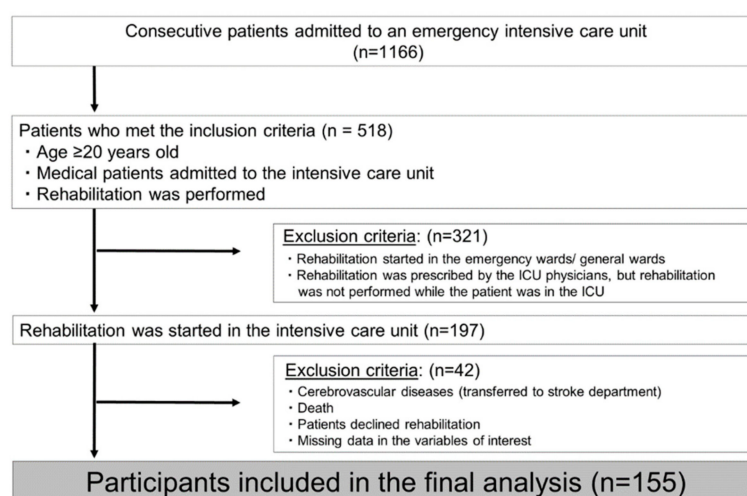 Consecutive patients admitted to an emergency intensive care unit
(n=1166)
Patients who met the inclusion criteria (n = 518)
・Age ≥20 years old
・Medical patients admitted to the intensive care unit
・Rehabilitation was performed
Exclusion criteria: (n=321)
・Rehabilitation started in the emergency wards/ general wards
・Rehabilitation was prescribed by the ICU physicians, but rehabilitation
was not performed while the patient was in the ICU
Rehabilitation was started in the intensive care unit (n=197)
Exclusion criteria: (n=42)
・Cerebrovascular diseases (transferred to stroke department)
・Death
・Patients declined rehabilitation
・Missing data in the variables of interest
Participants included in the final analysis (n=155)